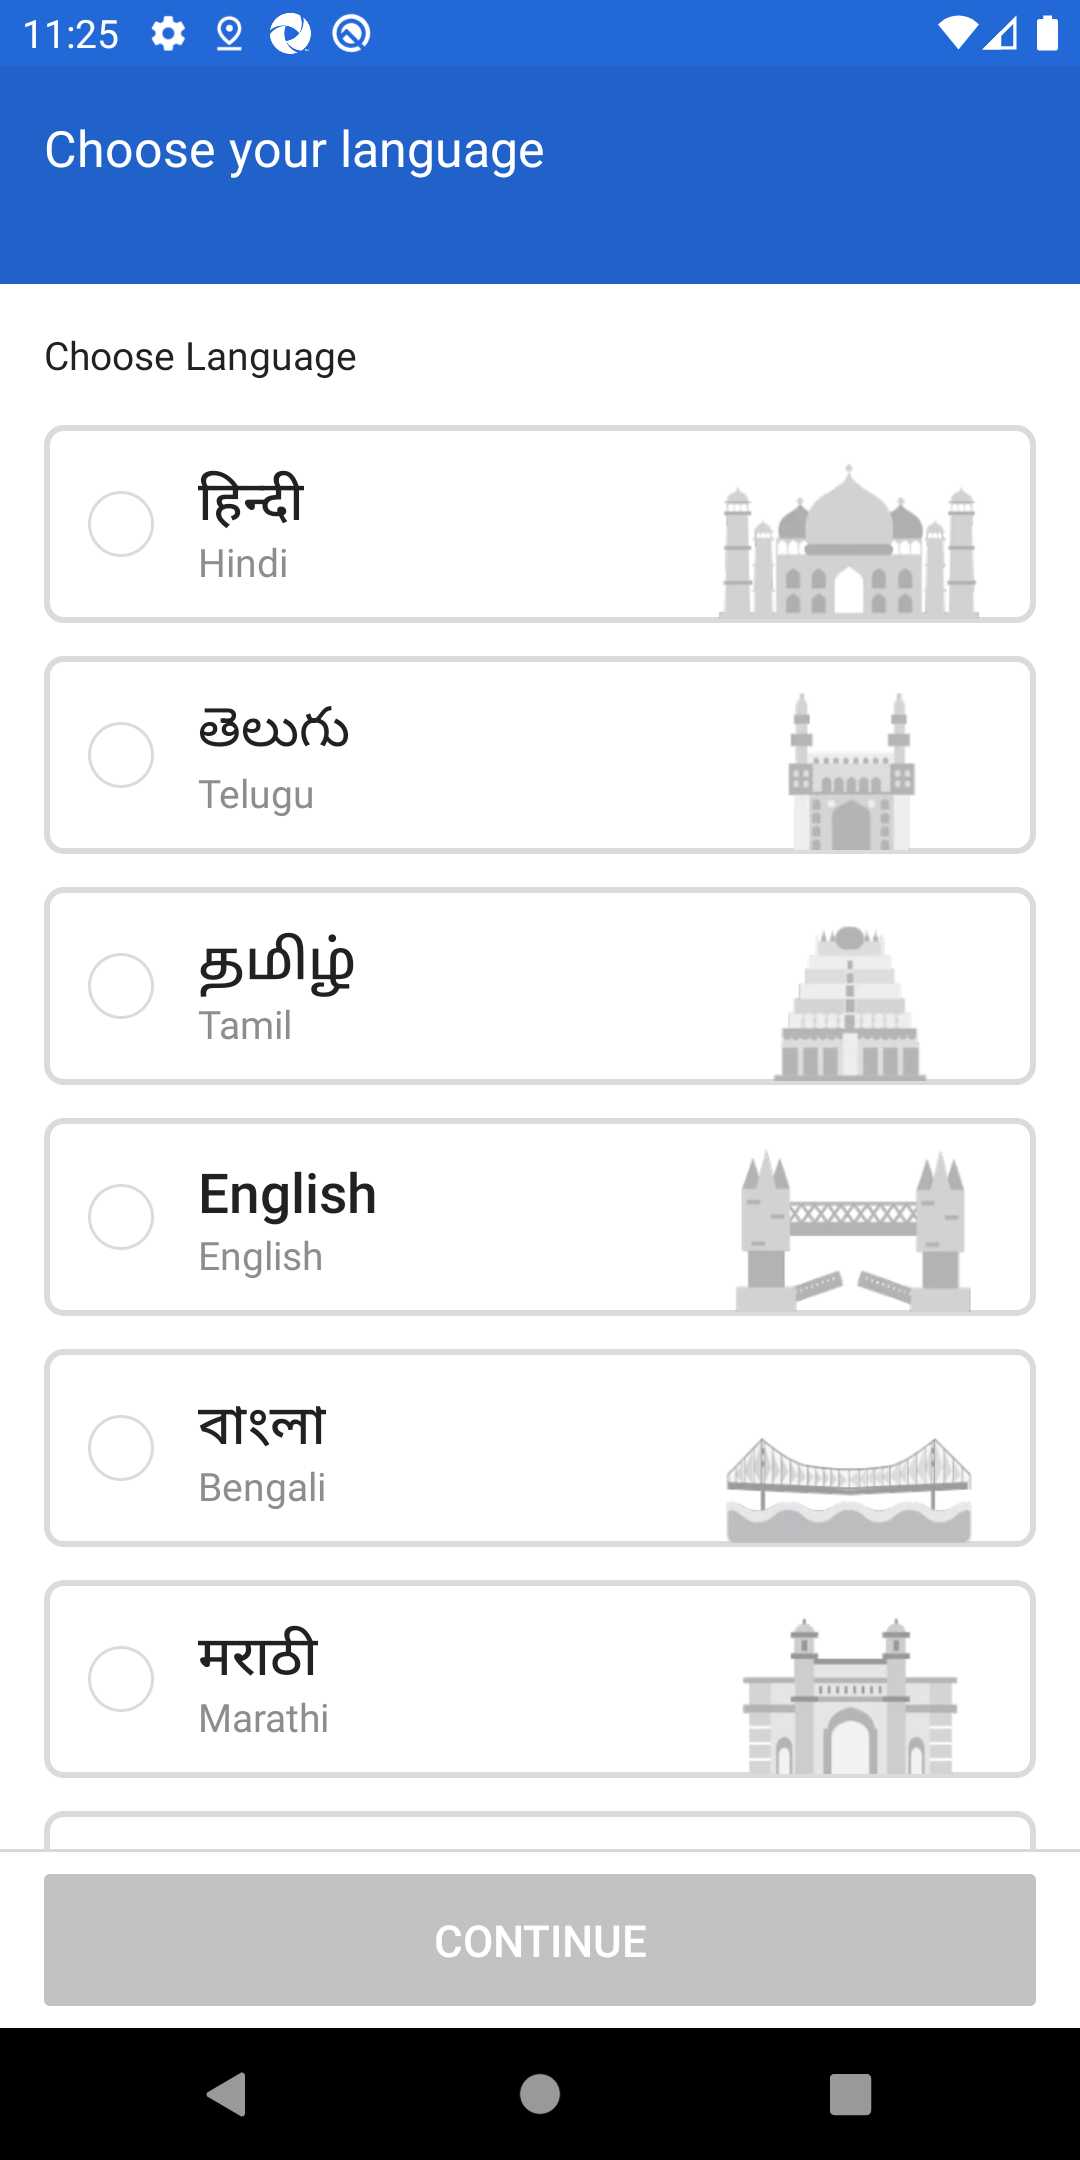 11:25
Choose your language
Choose Language
हिन्दी
Hindi
తెలుగు
Telugu
தமிழ்
Tamil
English
English
বাংলা
Bengali
मराठी
Marathi
CONTINUE